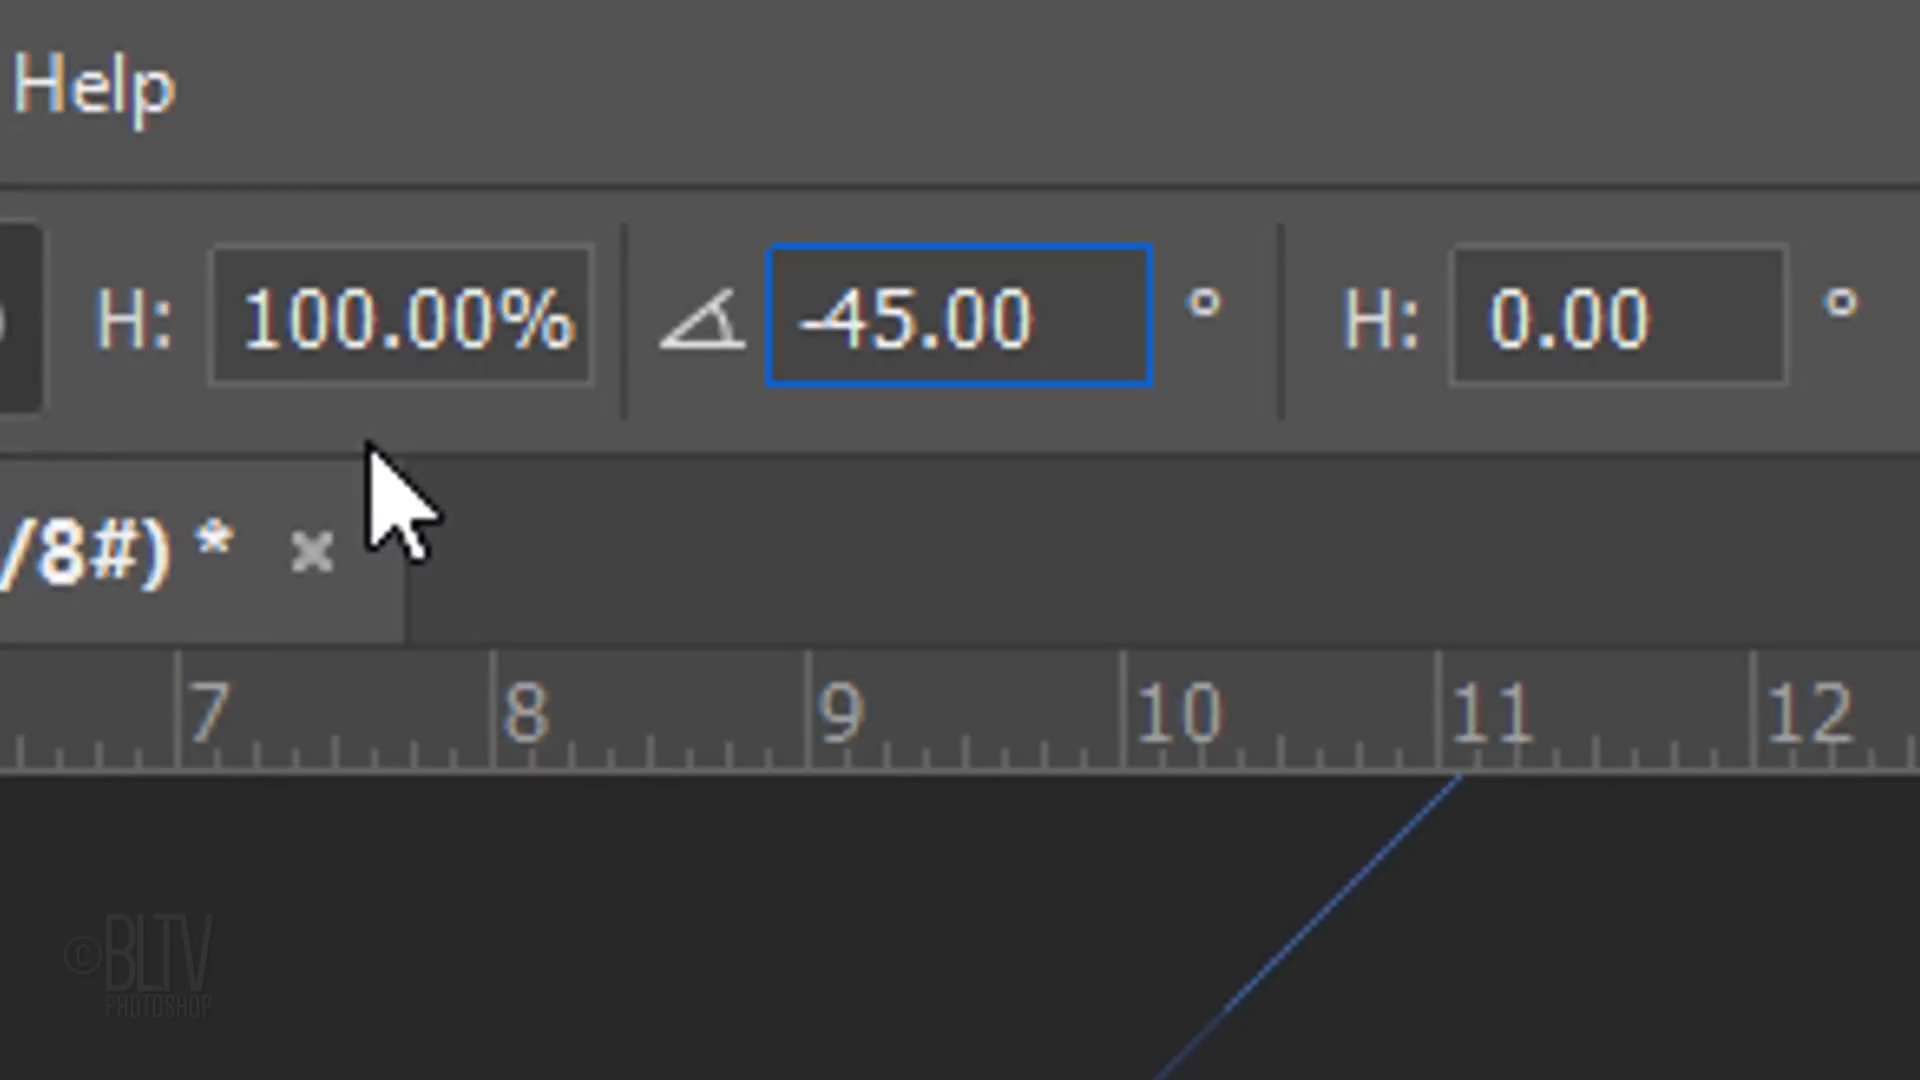 Help
H: 100.00% -45.00 ° H: 0.00 °
/8#) * ×
7 8 9 10 11 12
©BLTV
PHOTOSHOP